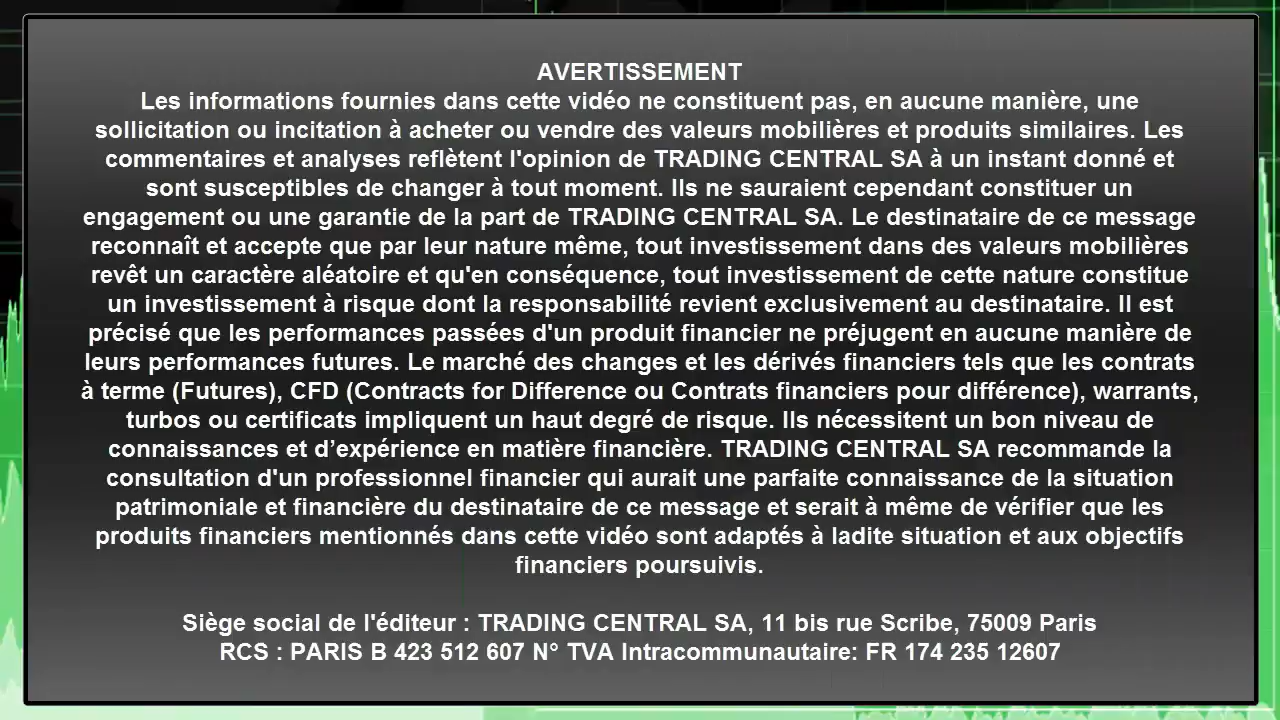 AVERTISSEMENT
Les informations fournies dans cette vidéo ne constituent pas, en aucune manière, une
sollicitation ou incitation à acheter ou vendre des valeurs mobilières et produits similaires. Les
commentaires et analyses reflètent l'opinion de TRADING CENTRAL SA à un instant donné et
sont susceptibles de changer à tout moment. Ils ne sauraient cependant constituer un
engagement ou une garantie de la part de TRADING CENTRAL SA. Le destinataire de ce message
reconnaît et accepte que par leur nature même, tout investissement dans des valeurs mobilières
revêt un caractère aléatoire et qu'en conséquence, tout investissement de cette nature constitue
un investissement à risque dont la responsabilité revient exclusivement au destinataire. Il est
précisé que les performances passées d'un produit financier ne préjugent en aucune manière de
leurs performances futures. Le marché des changes et les dérivés financiers tels que les contrats
à terme (Futures), CFD (Contracts for Difference ou Contrats financiers pour différence), warrants,
turbos ou certificats impliquent un haut degré de risque. Ils nécessitent un bon niveau de
connaissances et d’expérience en matière financière. TRADING CENTRAL SA recommande la
consultation d'un professionnel financier qui aurait une parfaite connaissance de la situation
patrimoniale et financière du destinataire de ce message et serait à même de vérifier que les
produits financiers mentionnés dans cette vidéo sont adaptés à ladite situation et aux objectifs
financiers poursuivis.
Siège social de l'éditeur : TRADING CENTRAL SA, 11 bis rue Scribe, 75009 Paris
RCS : PARIS B 423 512 607 N° TVA Intracommunautaire: FR 174 235 12607